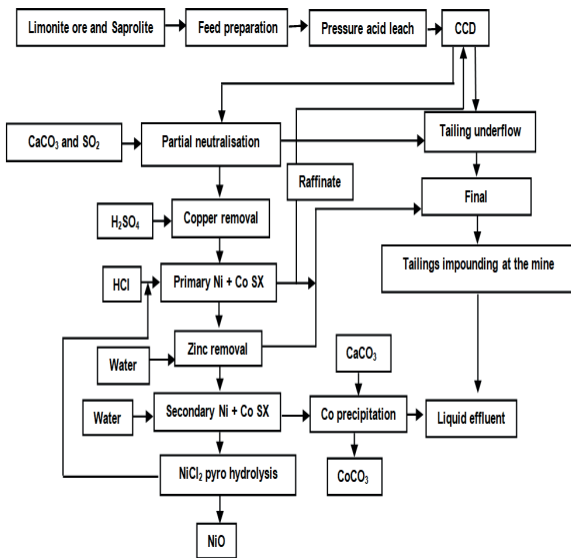 Limonite ore and Saprolite
Feed preparation
Pressure acid leach
CCD
CaCO₃ and SO₂
Partial neutralisation
Tailing underflow
Raffinate
Final
H₂SO₄
Copper removal
HCl
Primary Ni + Co SX
Tailings impounding at the mine
Zinc removal
CaCO₃
Water
Water
Secondary Ni + Co SX
Co precipitation
Liquid effluent
NiCl₂ pyro hydrolysis
CoCO₃
NiO